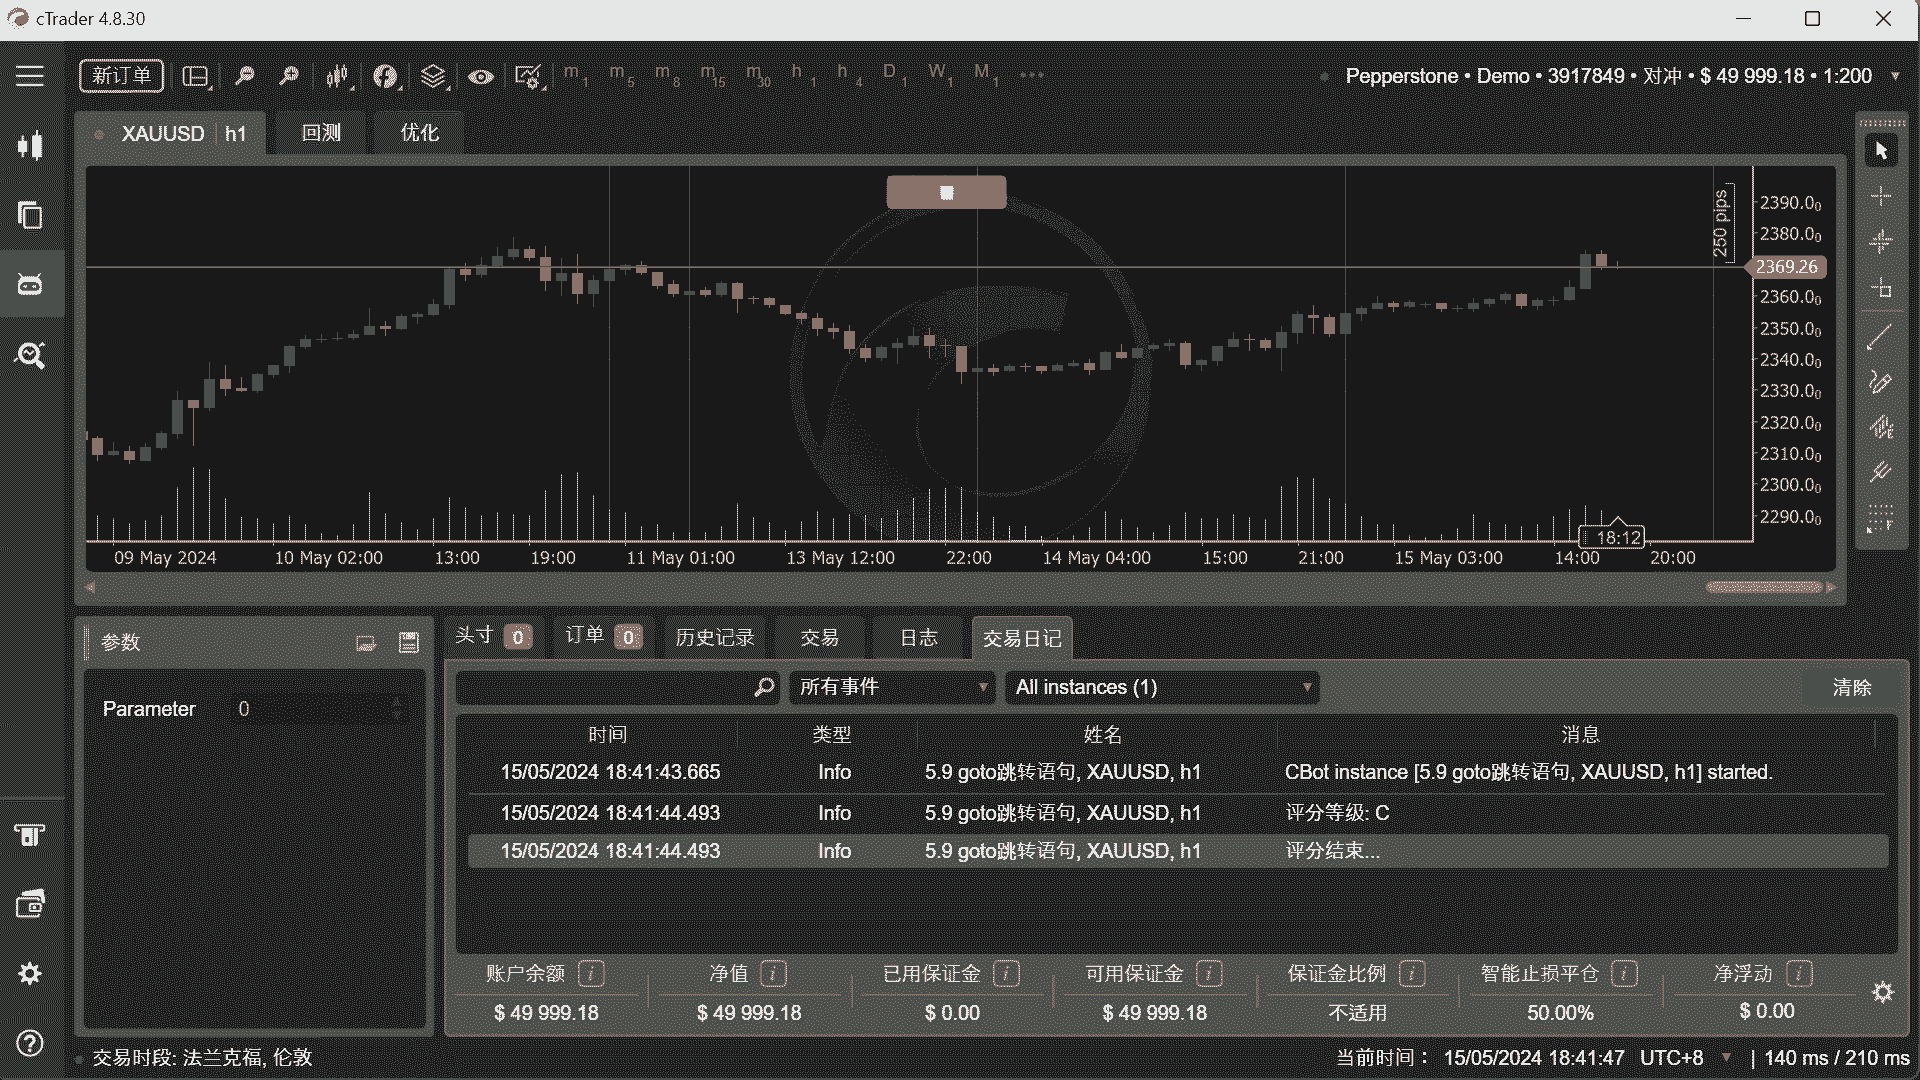 cTrader 4.8.30
新订单 m1 m5 m8 m15 m30 h1 h4 D1 W1 M1 ••• Pepperstone • Demo • 3917849 • 对冲 • $ 49 999.18 • 1:200
XAUUSD h1 回测 优化
250 pips
2390.00
2380.00
2369.26
2360.00
2350.00
2340.00
2330.00
2320.00
2310.00
2300.00
2290.00
18:12
09 May 2024 10 May 02:00 13:00 19:00 11 May 01:00 13 May 12:00 22:00 14 May 04:00 15:00 21:00 15 May 03:00 14:00 20:00
参数
Parameter 0
头寸 0 订单 0 历史记录 交易 日志 交易日记
所有事件 All instances (1) 清除
时间 类型 姓名 消息
15/05/2024 18:41:43.665 Info 5.9 goto跳转语句, XAUUSD, h1 CBot instance [5.9 goto跳转语句, XAUUSD, h1] started.
15/05/2024 18:41:44.493 Info 5.9 goto跳转语句, XAUUSD, h1 评分等级: C
15/05/2024 18:41:44.493 Info 5.9 goto跳转语句, XAUUSD, h1 评分结束...
账户余额 净值 已用保证金 可用保证金 保证金比例 智能止损平仓 净浮动
$ 49 999.18 $ 49 999.18 $ 0.00 $ 49 999.18 不适用 50.00% $ 0.00
交易时段: 法兰克福, 伦敦 当前时间： 15/05/2024 18:41:47 UTC+8 | 140 ms / 210 ms